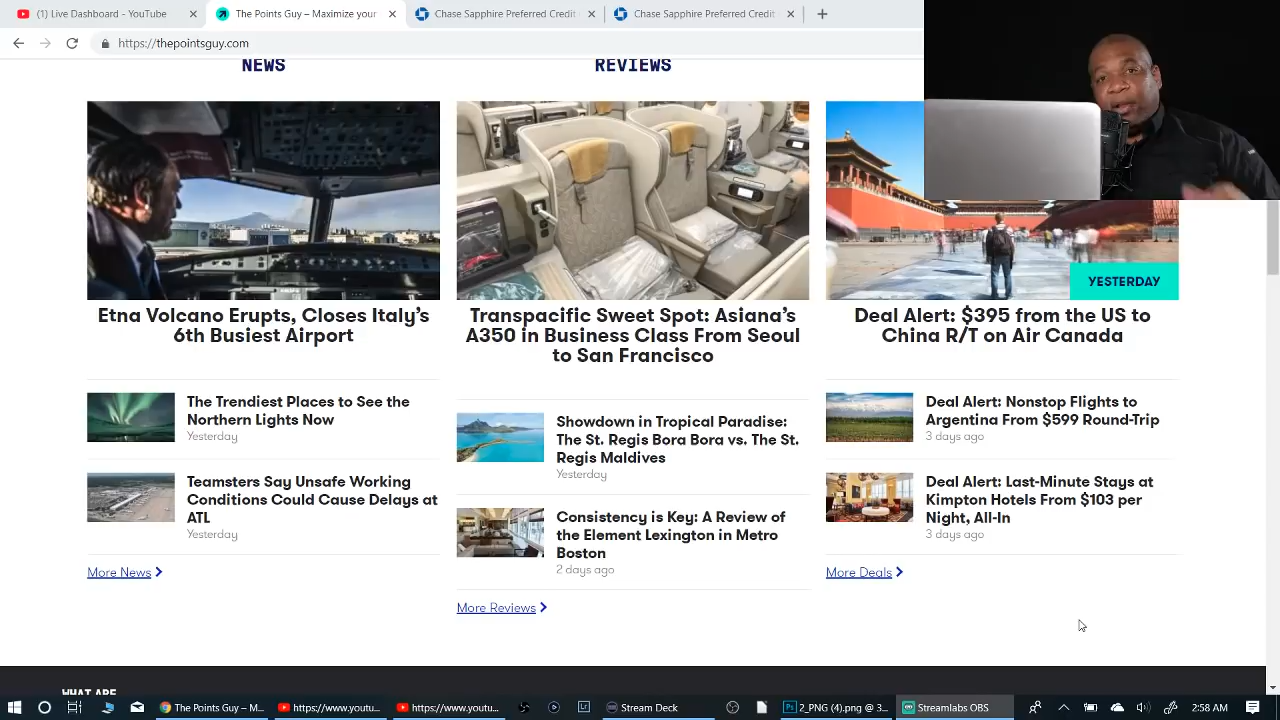 (1) Live Dashboard - YouTube
The Points Guy – Maximize your
Chase Sapphire Preferred Credit
Chase Sapphire Preferred Credit
https://thepointsguy.com
NEWS
REVIEWS
Etna Volcano Erupts, Closes Italy's
6th Busiest Airport
The Trendiest Places to See the
Northern Lights Now
Yesterday
Teamsters Say Unsafe Working
Conditions Could Cause Delays at
ATL
Yesterday
More News
Transpacific Sweet Spot: Asiana's
A350 in Business Class From Seoul
to San Francisco
Showdown in Tropical Paradise:
The St. Regis Bora Bora vs. The St.
Regis Maldives
Yesterday
Consistency is Key: A Review of
the Element Lexington in Metro
Boston
2 days ago
More Reviews
YESTERDAY
Deal Alert: $395 from the US to
China R/T on Air Canada
Deal Alert: Nonstop Flights to
Argentina From $599 Round-Trip
3 days ago
Deal Alert: Last-Minute Stays at
Kimpton Hotels From $103 per
Night, All-In
3 days ago
More Deals
WHAT ARE
The Points Guy – M...
https://www.youtu...
https://www.youtu...
Stream Deck
2_PNG (4).png @ 3...
Streamlabs OBS
2:58 AM